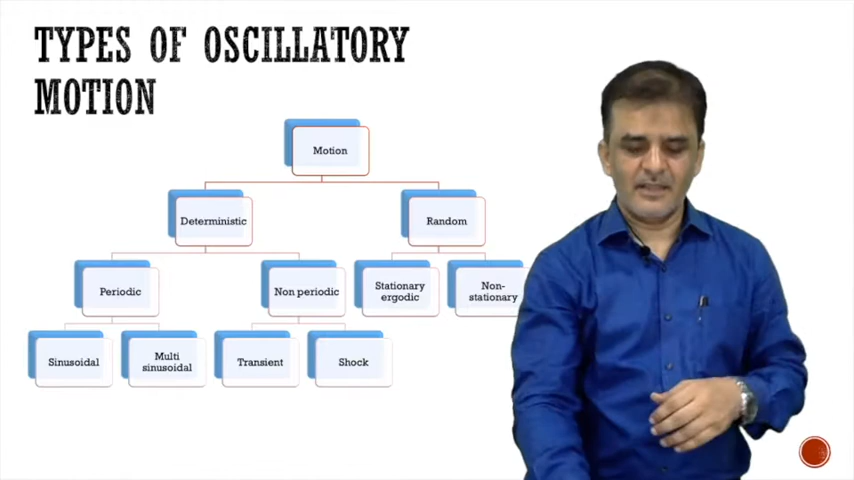 TYPES OF OSCILLATORY
MOTION
Motion
Deterministic
Random
Periodic
Non periodic
Stationary
ergodic
Non-
stationary
Sinusoidal
Multi
sinusoidal
Transient
Shock